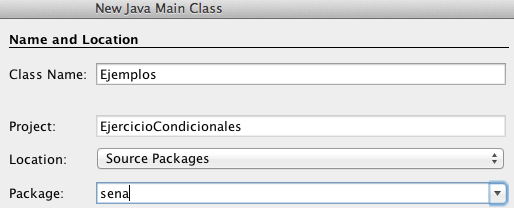 New Java Main Class
Name and Location
Class Name: Ejemplos
Project: EjercicioCondicionales
Location: Source Packages
Package: sena